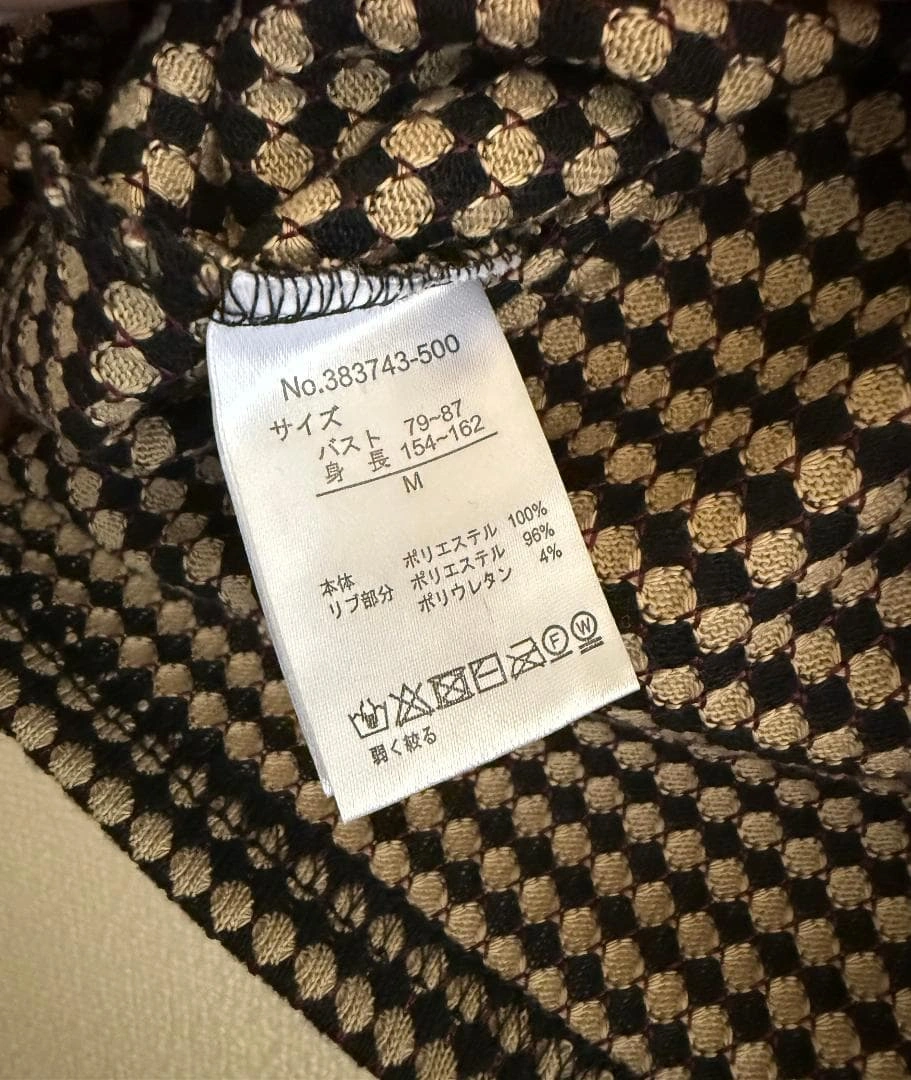 No.383743-500
サイズ
バスト 79~87
身 長 154~162
M
本体 ポリエステル 100%
リブ部分 ポリエステル 96%
ポリウレタン 4%
F W
弱く絞る